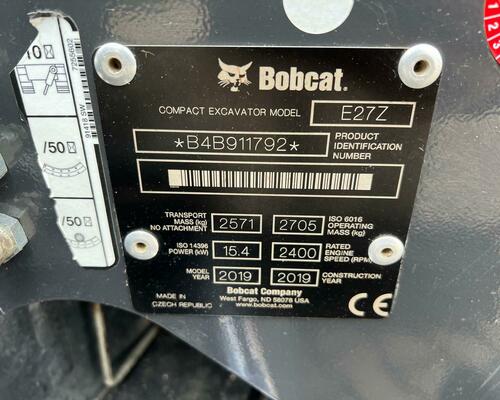 Bobcat.
COMPACT EXCAVATOR MODEL E27Z
*B4B911792*
PRODUCT IDENTIFICATION NUMBER
TRANSPORT MASS (kg) NO ATTACHMENT 2571 2705 ISO 6016 OPERATING MASS (kg)
ISO 14396 POWER (kW) 15.4 2400 RATED ENGINE SPEED (RPM)
MODEL YEAR 2019 2019 CONSTRUCTION YEAR
Bobcat Company
MADE IN CZECH REPUBLIC
West Fargo, ND 58078 USA
www.bobcat.com
CE
/50
/50
7255602